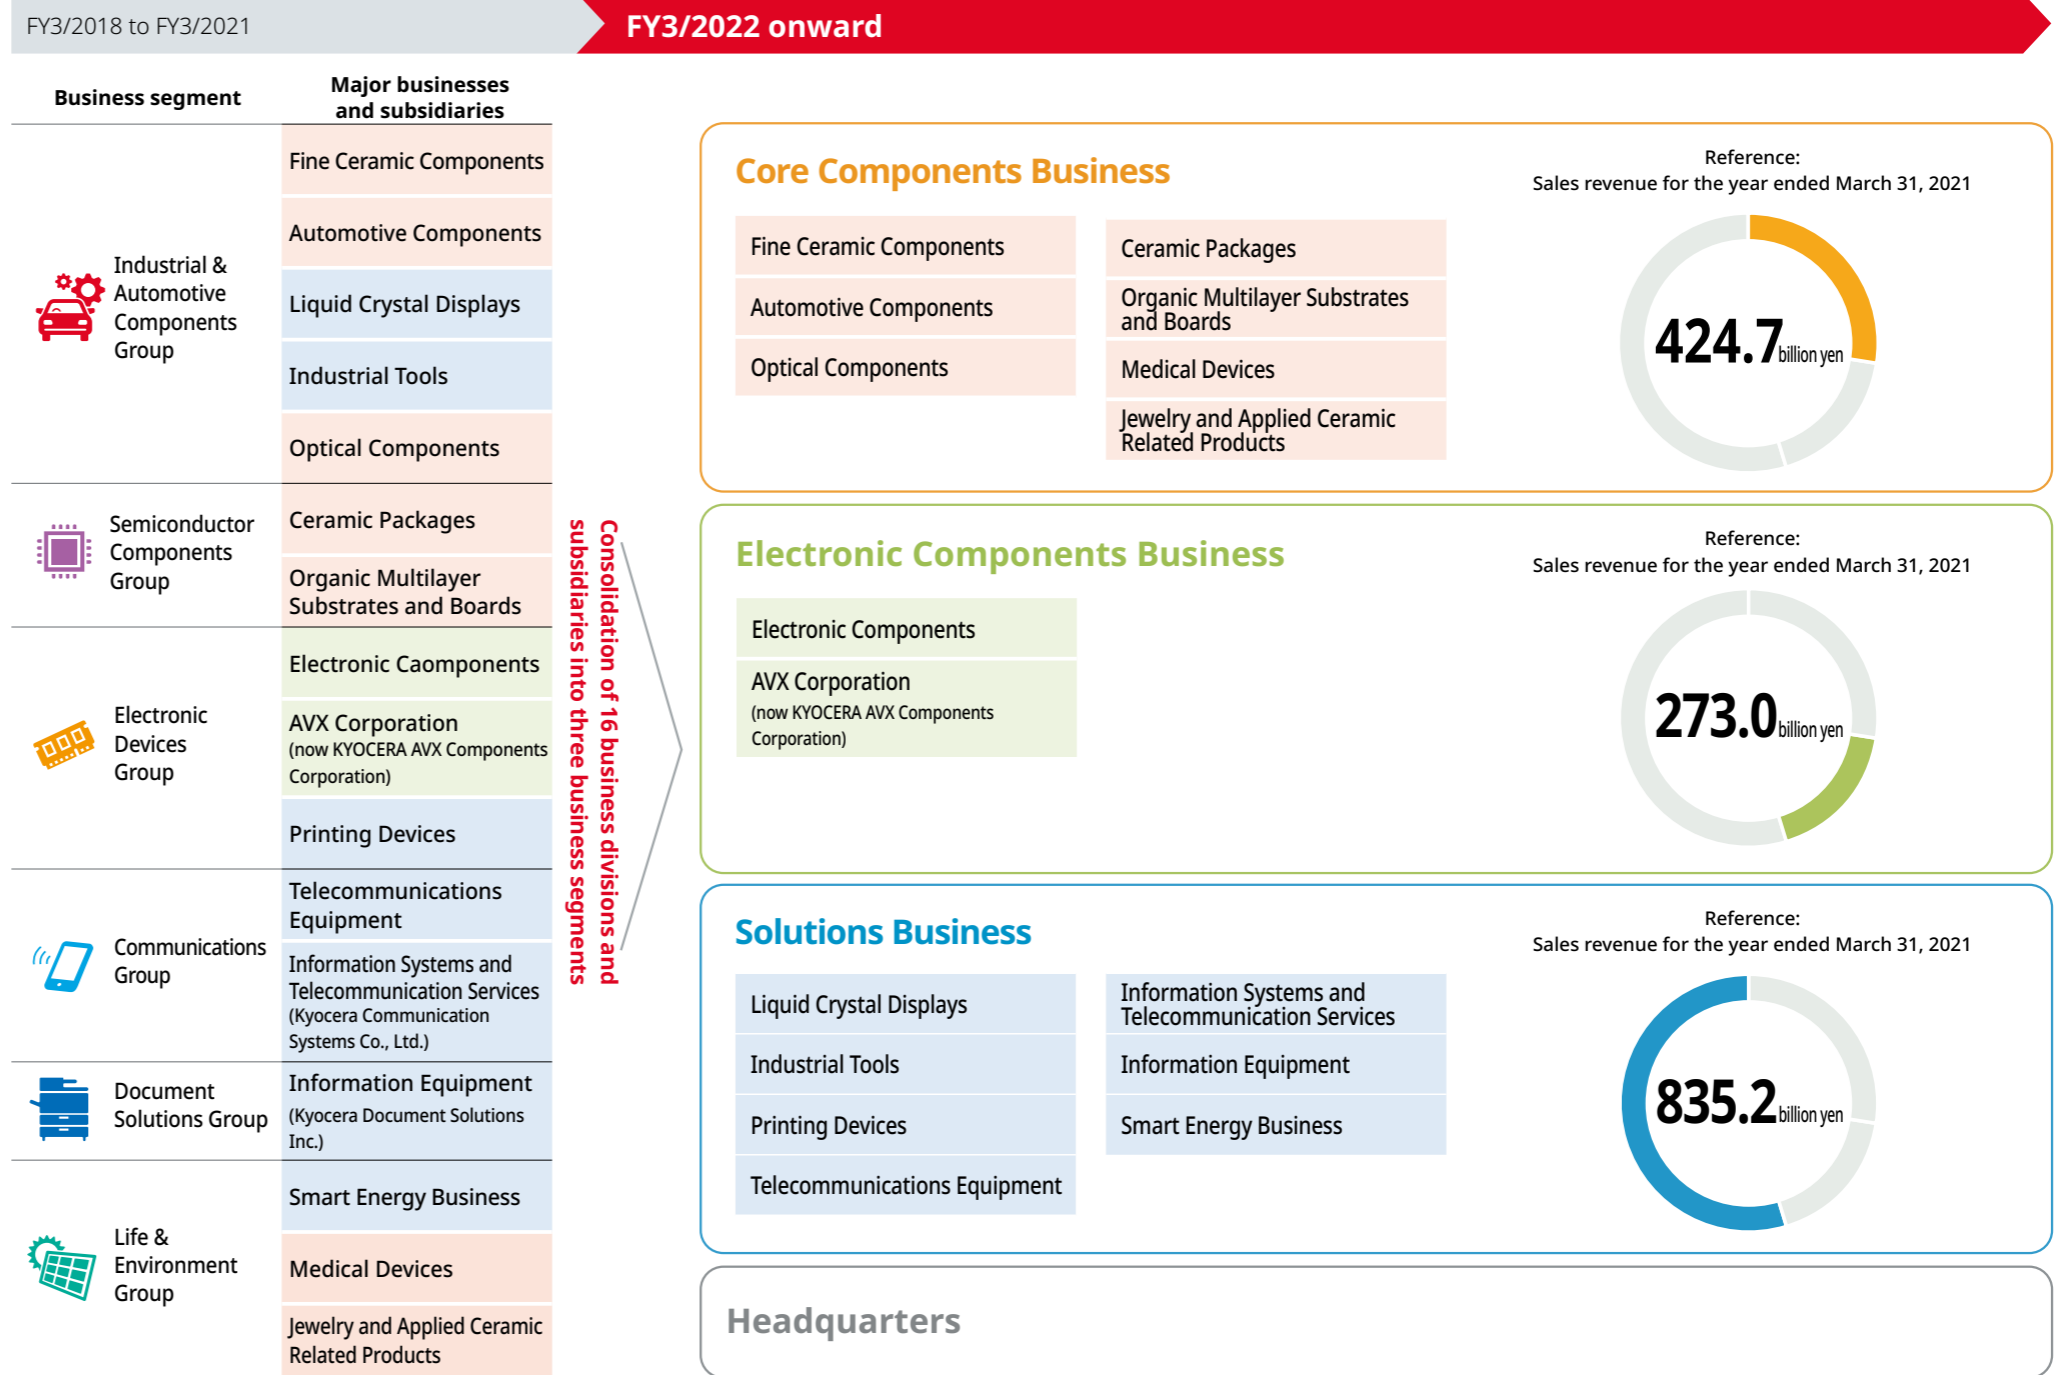 FY3/2018 to FY3/2021
FY3/2022 onward
Business segment
Major businesses
and subsidiaries
Industrial &
Automotive
Components
Group
Fine Ceramic Components
Automotive Components
Liquid Crystal Displays
Industrial Tools
Optical Components
Semiconductor
Components
Group
Ceramic Packages
Organic Multilayer
Substrates and Boards
Electronic
Devices
Group
Electronic Caomponents
AVX Corporation
(now KYOCERA AVX Components
Corporation)
Printing Devices
Communications
Group
Telecommunications
Equipment
Information Systems and
Telecommunication Services
(Kyocera Communication
Systems Co., Ltd.)
Document
Solutions Group
Information Equipment
(Kyocera Document Solutions
Inc.)
Life &
Environment
Group
Smart Energy Business
Medical Devices
Jewelry and Applied Ceramic
Related Products
Consolidation of 16 business divisions and
subsidiaries into three business segments
Core Components Business
Fine Ceramic Components
Automotive Components
Optical Components
Ceramic Packages
Organic Multilayer Substrates
and Boards
Medical Devices
Jewelry and Applied Ceramic
Related Products
Reference:
Sales revenue for the year ended March 31, 2021
424.7 billion yen
Electronic Components Business
Electronic Components
AVX Corporation
(now KYOCERA AVX Components
Corporation)
Reference:
Sales revenue for the year ended March 31, 2021
273.0 billion yen
Solutions Business
Liquid Crystal Displays
Industrial Tools
Printing Devices
Telecommunications Equipment
Information Systems and
Telecommunication Services
Information Equipment
Smart Energy Business
Reference:
Sales revenue for the year ended March 31, 2021
835.2 billion yen
Headquarters